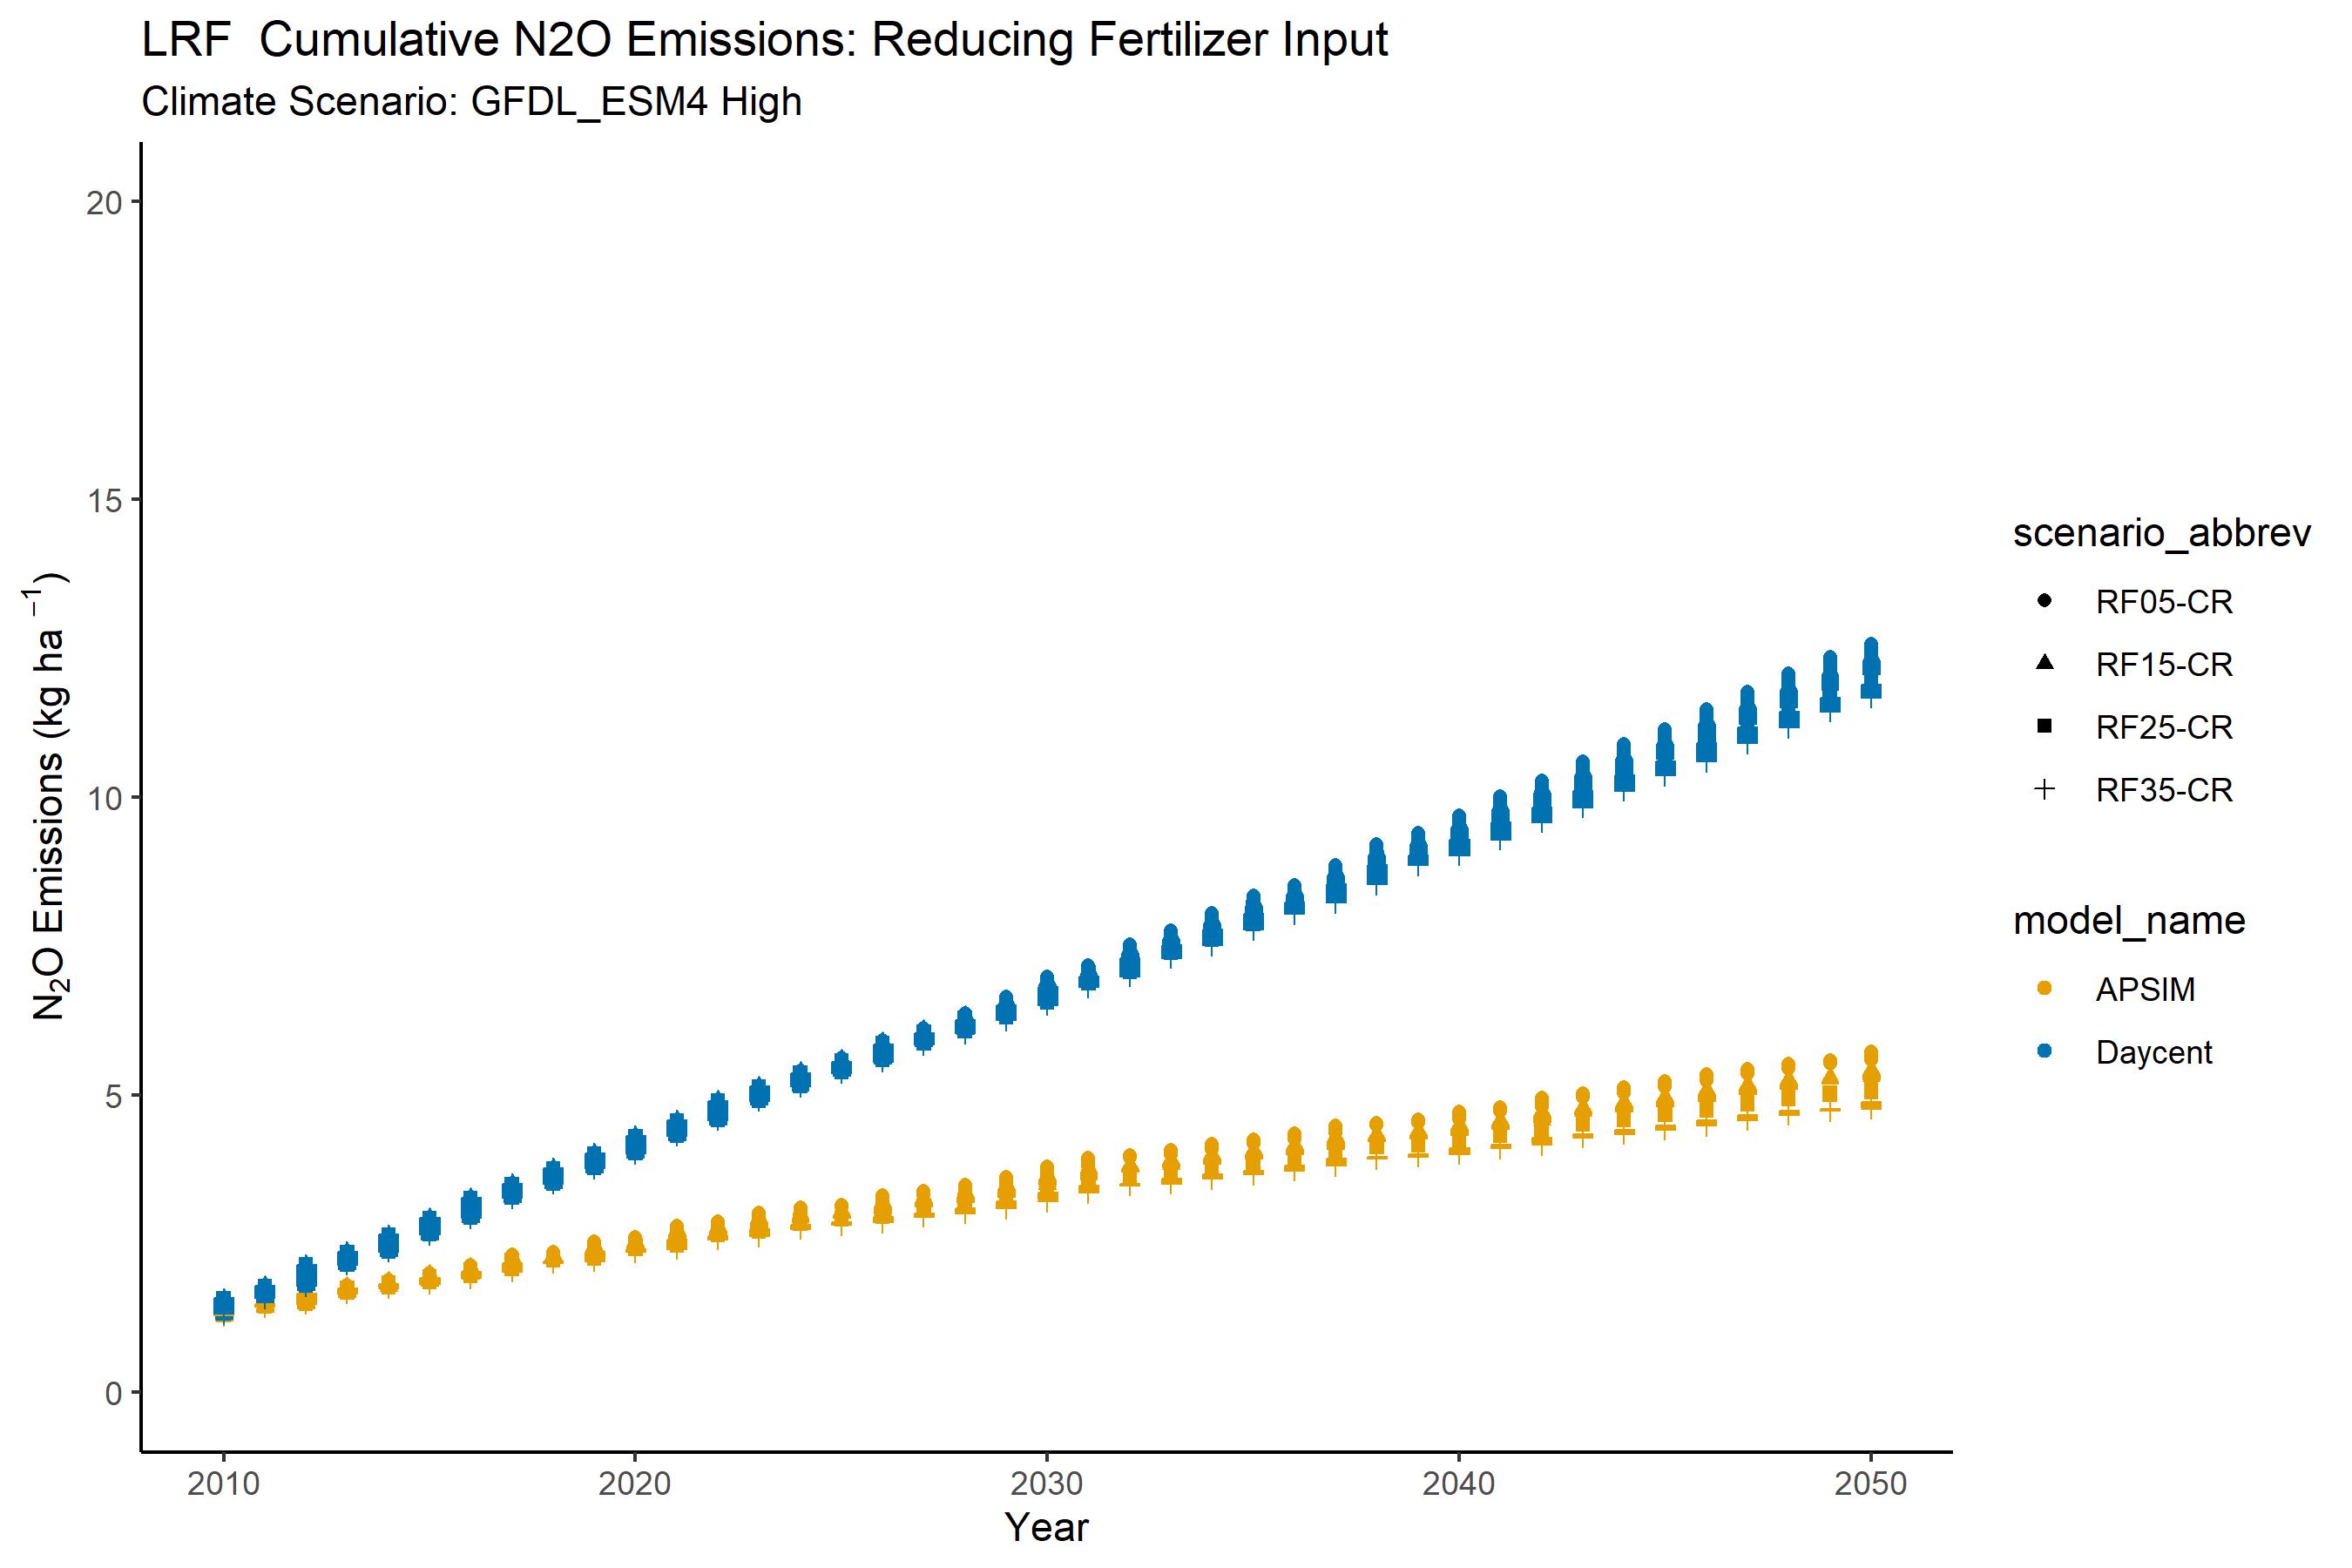 LRF  Cumulative N2O Emissions: Reducing Fertilizer Input
Climate Scenario: GFDL_ESM4 High
20
15
10
5
0
N₂O Emissions (kg ha ⁻¹)
2010
2020
2030
2040
2050
Year
scenario_abbrev
RF05-CR
RF15-CR
RF25-CR
RF35-CR
model_name
APSIM
Daycent